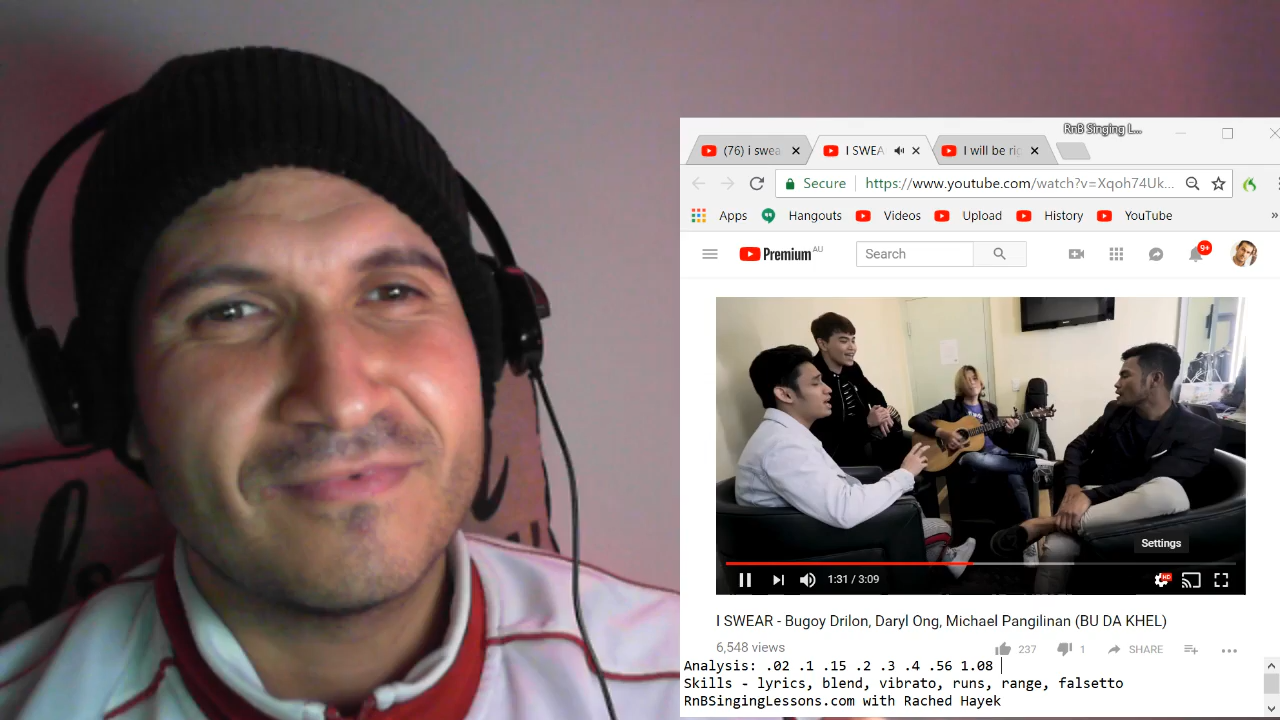 RnB Singing L...
(76) i swea
I SWEA
I will be rig
Secure
https://www.youtube.com/watch?v=Xqoh74Uk...
Apps
Hangouts
Videos
Upload
History
YouTube
»
Premium AU
Search
9+
Settings
1:31 / 3:09
HD
I SWEAR - Bugoy Drilon, Daryl Ong, Michael Pangilinan (BU DA KHEL)
6,548 views
237
1
SHARE
Analysis: .02 .1 .15 .2 .3 .4 .56 1.08
Skills - lyrics, blend, vibrato, runs, range, falsetto
RnBSingingLessons.com with Rached Hayek